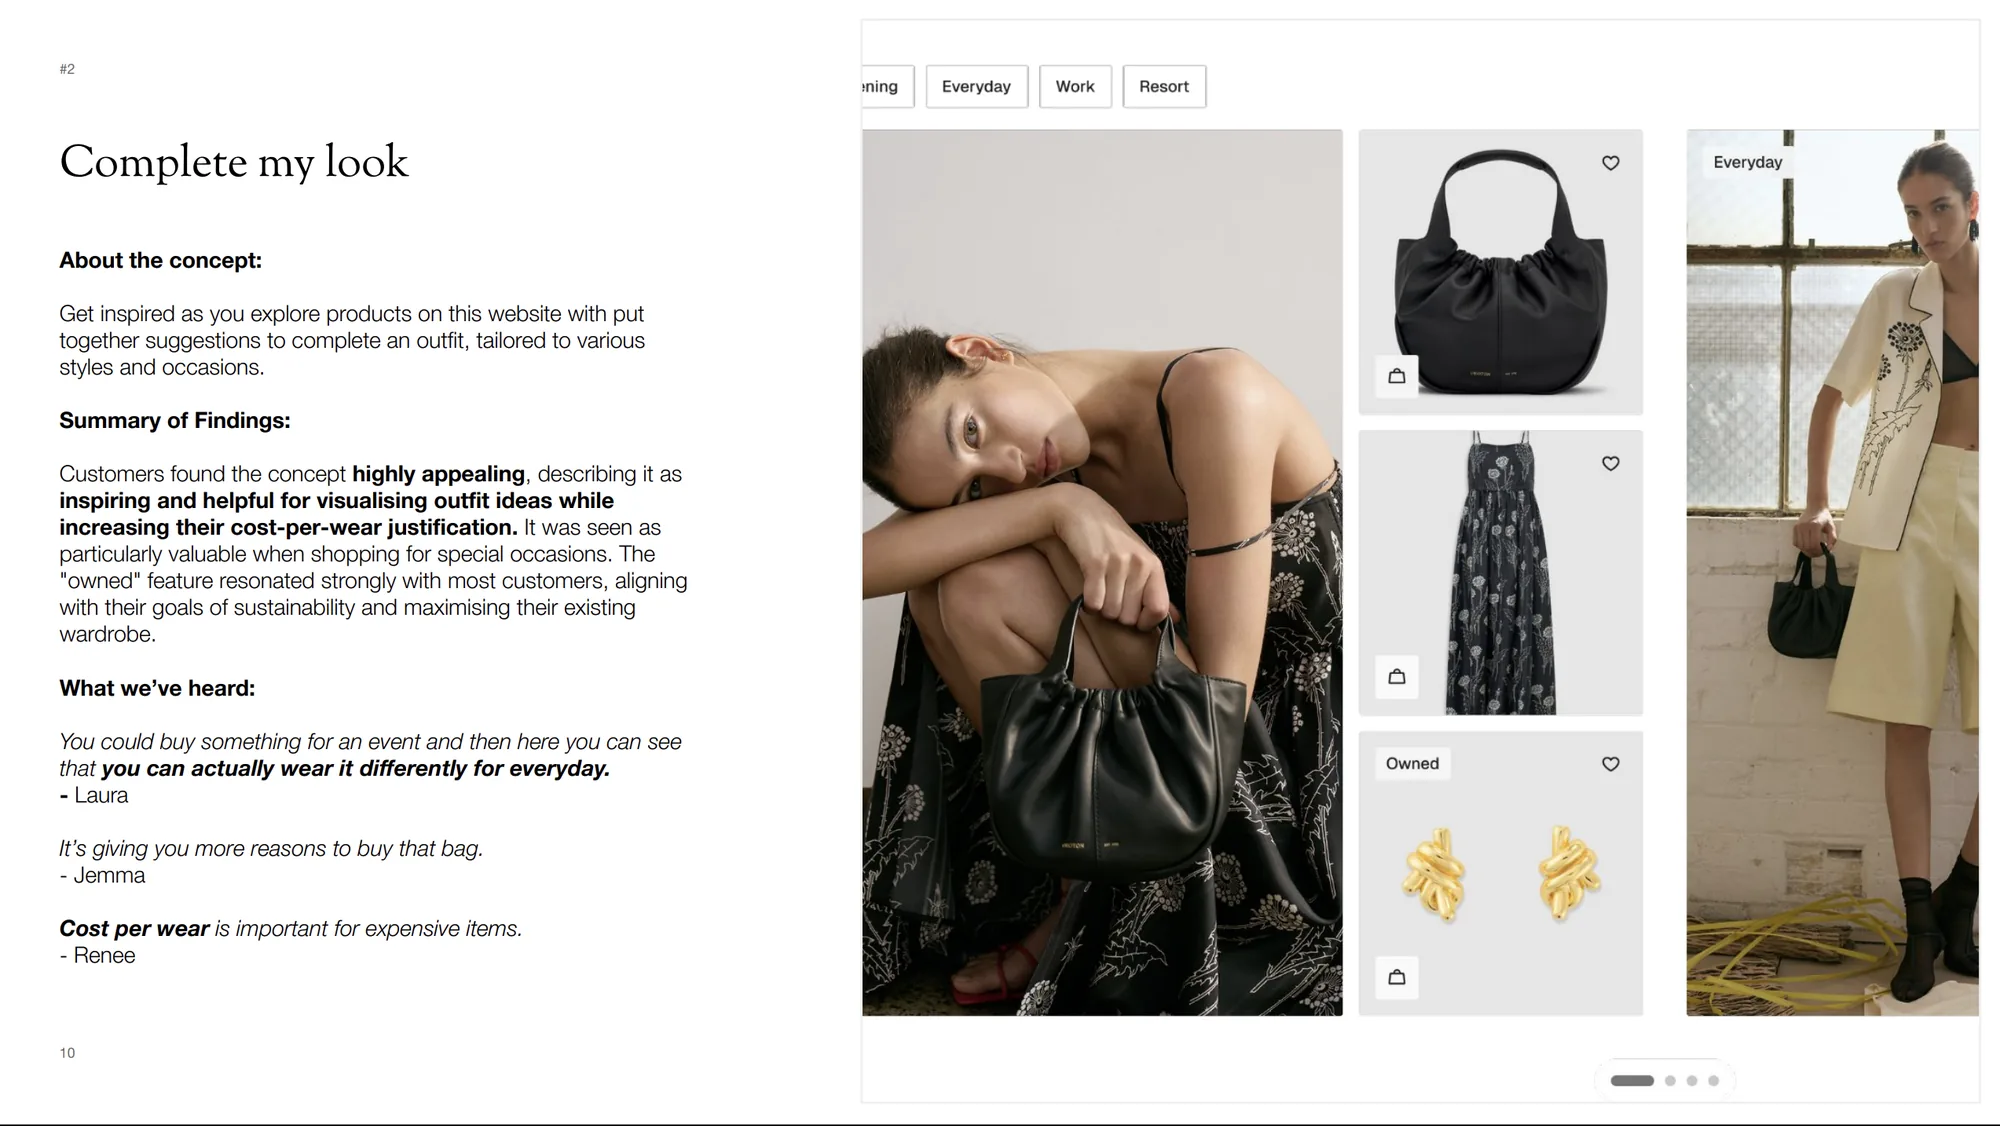 #2
Complete my look
About the concept:
Get inspired as you explore products on this website with put
together suggestions to complete an outfit, tailored to various
styles and occasions.
Summary of Findings:
Customers found the concept highly appealing, describing it as
inspiring and helpful for visualising outfit ideas while
increasing their cost-per-wear justification. It was seen as
particularly valuable when shopping for special occasions. The
"owned" feature resonated strongly with most customers, aligning
with their goals of sustainability and maximising their existing
wardrobe.
What we’ve heard:
You could buy something for an event and then here you can see
that you can actually wear it differently for everyday.
- Laura
It’s giving you more reasons to buy that bag.
- Jemma
Cost per wear is important for expensive items.
- Renee
10
ening
Everyday
Work
Resort
Everyday
Owned